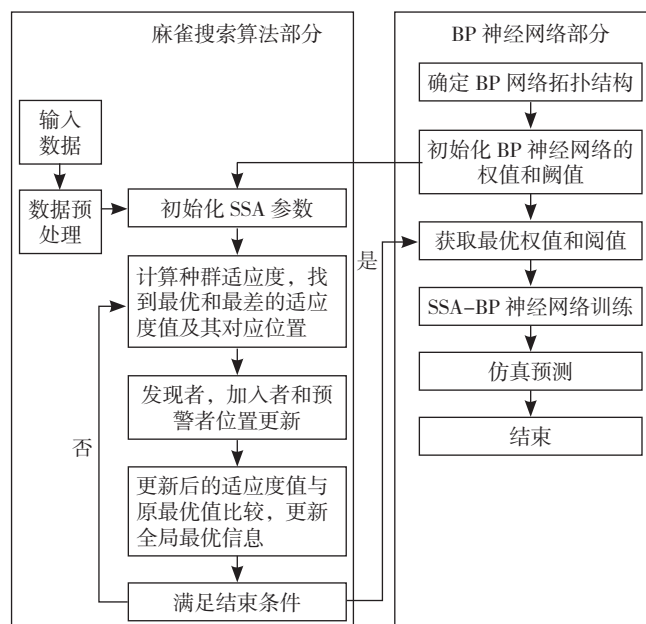 麻雀搜索算法部分
输入
数据
数据预
处理
初始化 SSA 参数
计算种群适应度，找
到最优和最差的适应
度值及其对应位置
发现者，加入者和预
警者位置更新
更新后的适应度值与
原最优值比较，更新
全局最优信息
满足结束条件
否
是
BP 神经网络部分
确定 BP 网络拓扑结构
初始化 BP 神经网络的
权值和阙值
获取最优权值和阅值
SSA-BP 神经网络训练
仿真预测
结束